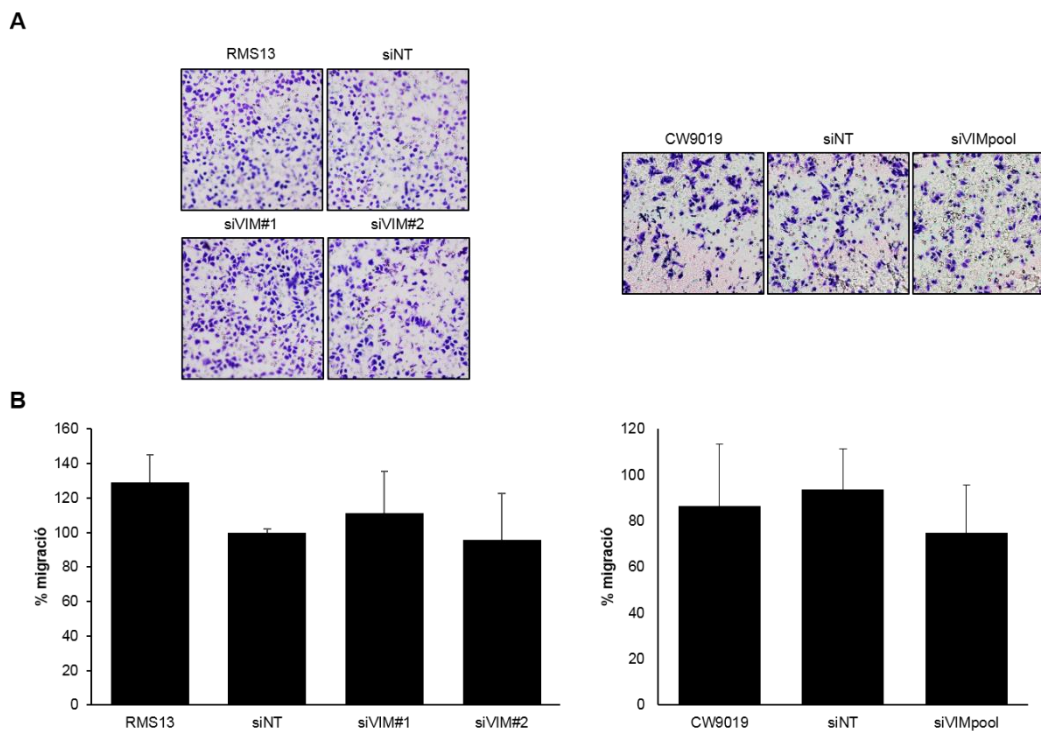 A
RMS13 siNT
siVIM#1 siVIM#2
CW9019 siNT siVIMpool
B
% migració
160
140
120
100
80
60
40
20
0
RMS13 siNT siVIM#1 siVIM#2
% migració
120
100
80
60
40
20
0
CW9019 siNT siVIMpool